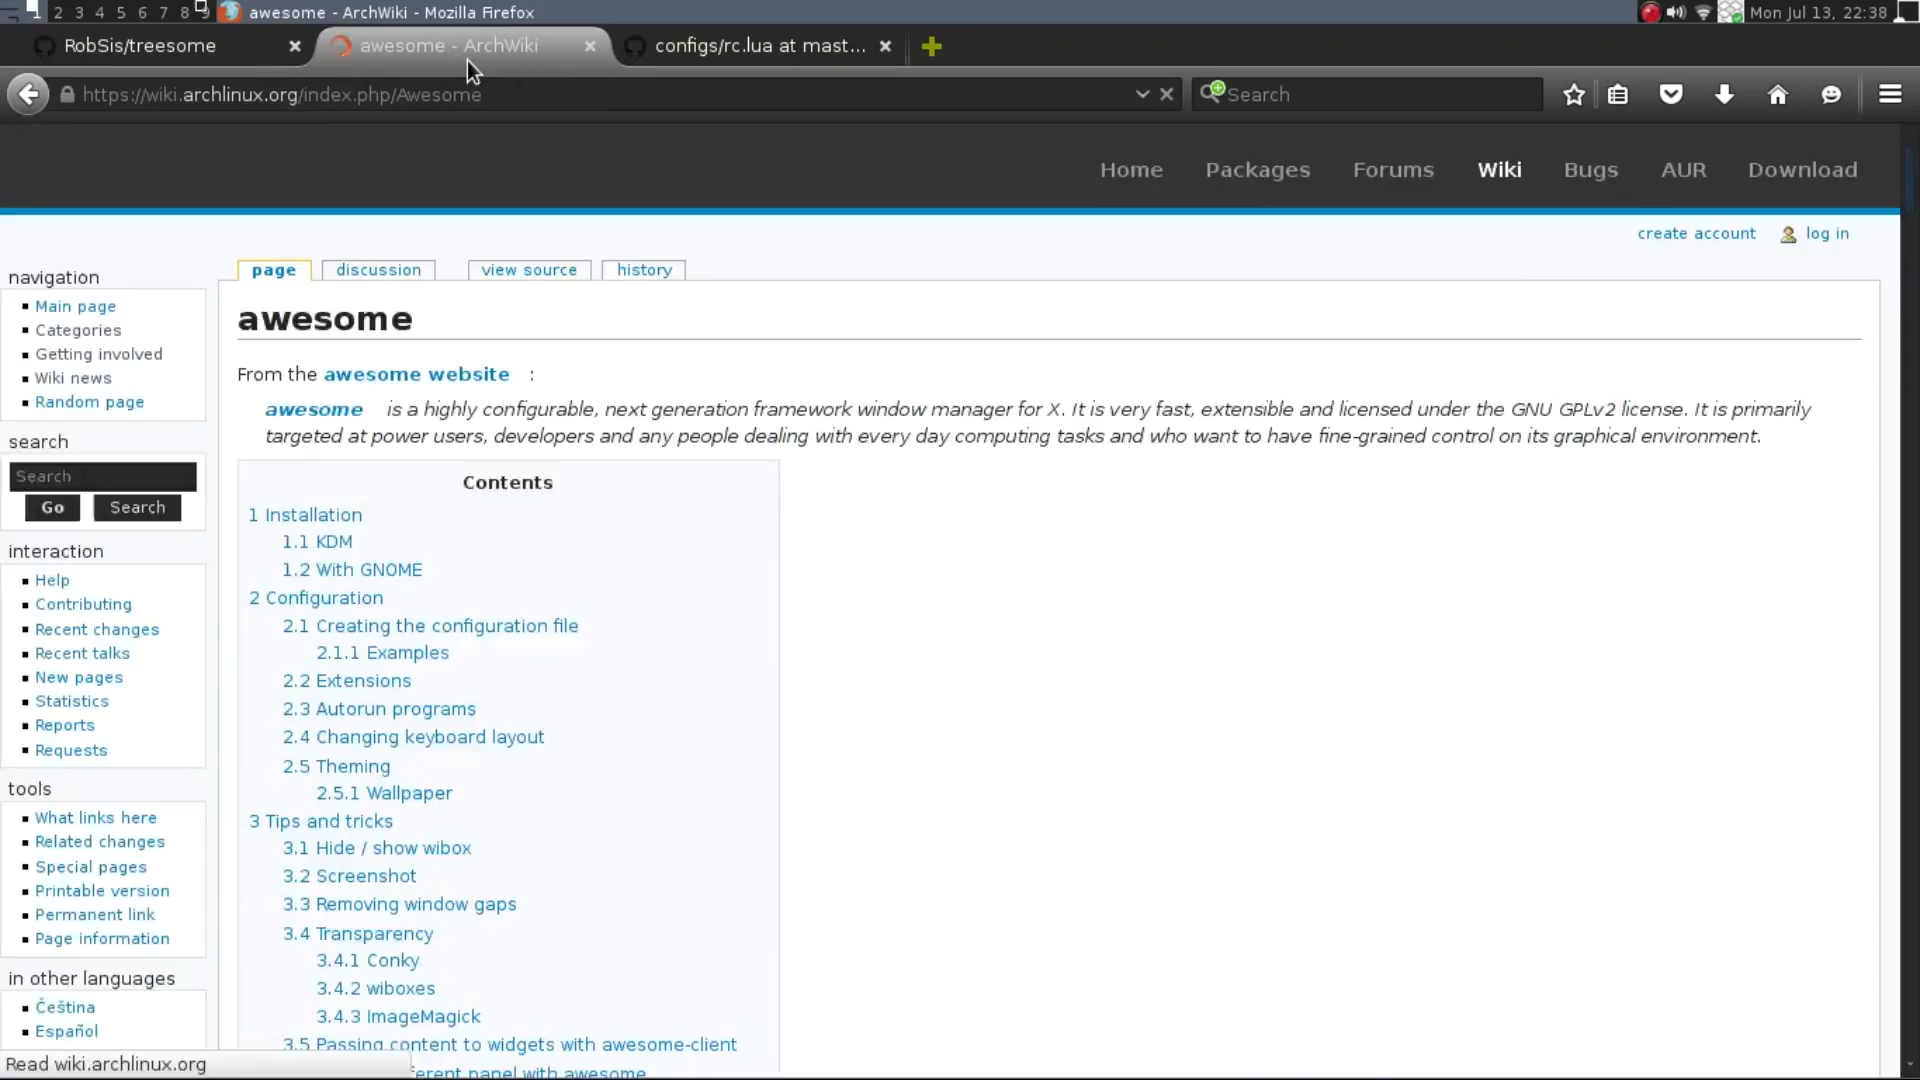 1 2 3 4 5 6 7 8 9 awesome - ArchWiki - Mozilla Firefox Mon Jul 13, 22:38
RobSis/treesome awesome - ArchWiki configs/rc.lua at mast...
https://wiki.archlinux.org/index.php/Awesome Search
Home Packages Forums Wiki Bugs AUR Download
create account log in
page discussion view source history
navigation
Main page
Categories
Getting involved
Wiki news
Random page
search
Search
Go Search
interaction
Help
Contributing
Recent changes
Recent talks
New pages
Statistics
Reports
Requests
tools
What links here
Related changes
Special pages
Printable version
Permanent link
Page information
in other languages
Čeština
Español
Read wiki.archlinux.org
awesome
From the awesome website :
awesome is a highly configurable, next generation framework window manager for X. It is very fast, extensible and licensed under the GNU GPLv2 license. It is primarily
targeted at power users, developers and any people dealing with every day computing tasks and who want to have fine-grained control on its graphical environment.
Contents
1 Installation
1.1 KDM
1.2 With GNOME
2 Configuration
2.1 Creating the configuration file
2.1.1 Examples
2.2 Extensions
2.3 Autorun programs
2.4 Changing keyboard layout
2.5 Theming
2.5.1 Wallpaper
3 Tips and tricks
3.1 Hide / show wibox
3.2 Screenshot
3.3 Removing window gaps
3.4 Transparency
3.4.1 Conky
3.4.2 wiboxes
3.4.3 ImageMagick
3.5 Passing content to widgets with awesome-client
panel with awesome